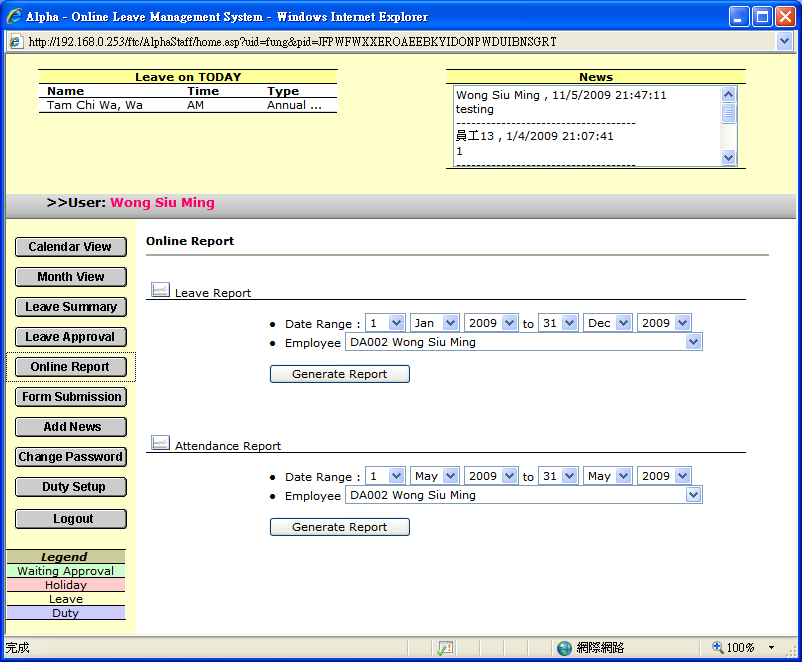 Alpha - Online Leave Management System - Windows Internet Explorer
http://192.168.0.253/ftc/AlphaStaff/home.asp?uid=fung&pid=JFPWFWXXEROAEEBKYIDONPWDUIBNSGRT
Leave on TODAY
Name Time Type
Tam Chi Wa, Wa AM Annual ...
News
Wong Siu Ming , 11/5/2009 21:47:11
testing
------------------------------------
員工13 , 1/4/2009 21:07:41
1
------------------------------------
>>User: Wong Siu Ming
Calendar View
Month View
Leave Summary
Leave Approval
Online Report
Form Submission
Add News
Change Password
Duty Setup
Logout
Legend
Waiting Approval
Holiday
Leave
Duty
Online Report
Leave Report
• Date Range : 1 Jan 2009 to 31 Dec 2009
• Employee DA002 Wong Siu Ming
Generate Report
Attendance Report
• Date Range : 1 May 2009 to 31 May 2009
• Employee DA002 Wong Siu Ming
Generate Report
完成 網際網路 100%